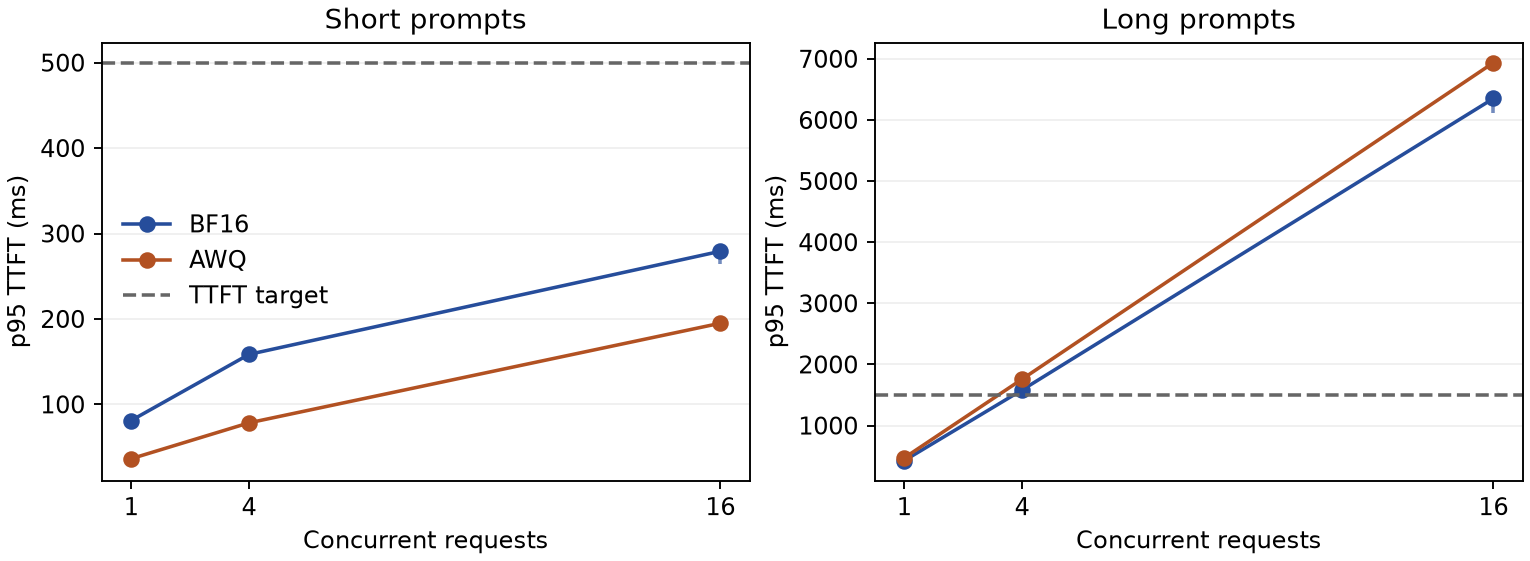 Short prompts
p95 TTFT (ms)
500
400
300
200
100
BF16
AWQ
TTFT target
1 4 16
Concurrent requests
Long prompts
p95 TTFT (ms)
7000
6000
5000
4000
3000
2000
1000
1 4 16
Concurrent requests